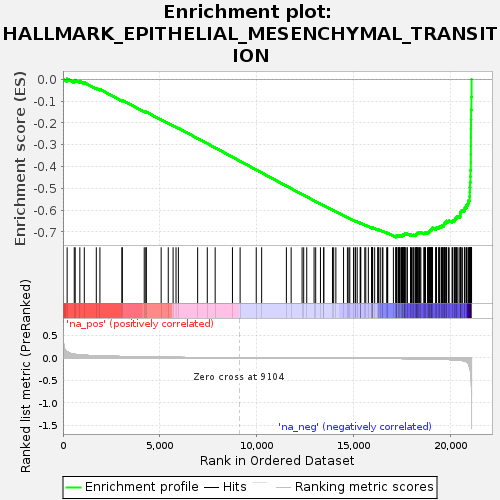 Enrichment plot:
HALLMARK_EPITHELIAL_MESENCHYMAL_TRANSIT
ION
Enrichment score (ES)
0.0
-0.1
-0.2
-0.3
-0.4
-0.5
-0.6
-0.7
Ranked list metric (PreRanked)
'na_pos' (positively correlated)
0.5
0.0
-0.5
-1.0
-1.5
Zero cross at 9104
'na_neg' (negatively correlated)
0
5,000
10,000
15,000
20,000
Rank in Ordered Dataset
Enrichment profile
Hits
Ranking metric scores